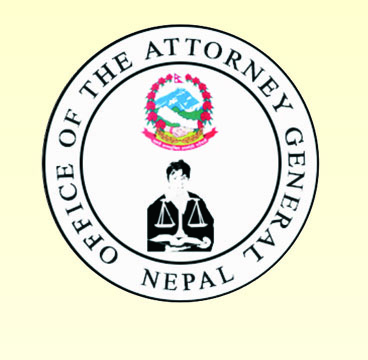 OFFICE OF THE ATTORNEY GENERAL
NEPAL